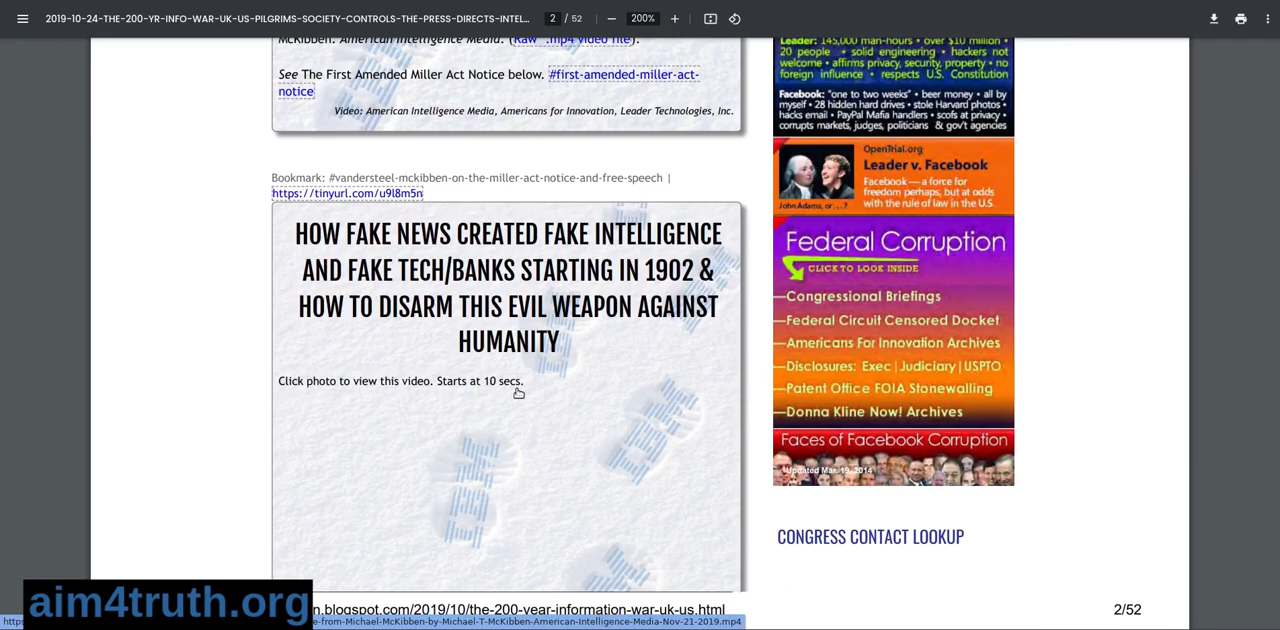 2019-10-24-THE-200-YR-INFO-WAR-UK-US-PILGRIMS-SOCIETY-CONTROLS-THE-PRESS-DIRECTS-INTEL...
2 / 52
200%
McKibben. American Intelligence Media. (Raw *.mp4 video file).
See The First Amended Miller Act Notice below. #first-amended-miller-act-
notice
Video: American Intelligence Media, Americans for Innovation, Leader Technologies, Inc.
Bookmark: #vandersteel-mckibben-on-the-miller-act-notice-and-free-speech |
https://tinyurl.com/u9l8m5n
HOW FAKE NEWS CREATED FAKE INTELLIGENCE
AND FAKE TECH/BANKS STARTING IN 1902 &
HOW TO DISARM THIS EVIL WEAPON AGAINST
HUMANITY
Click photo to view this video. Starts at 10 secs.
IBM
IBM
IBM
Leader: 145,000 man-hours • over $10 million •
20 people • solid engineering • hackers not
welcome • affirms privacy, security, property • no
foreign influence • respects U.S. Constitution
Facebook: "one to two weeks" • beer money • all by
myself • 28 hidden hard drives • stole Harvard photos •
hacks email • PayPal Mafia handlers • scofs at privacy •
corrupts markets, judges, politicians & gov't agencies
OpenTrial.org
Leader v. Facebook
Facebook — a force for
freedom perhaps, but at odds
with the rule of law in the U.S.
John Adams, or...?
Federal Corruption
CLICK TO LOOK INSIDE
—Congressional Briefings
—Federal Circuit Censored Docket
—Americans For Innovation Archives
—Disclosures: Exec|Judiciary|USPTO
—Patent Office FOIA Stonewalling
—Donna Kline Now! Archives
Faces of Facebook Corruption
Updated Mar. 19, 2014
CONGRESS CONTACT LOOKUP
aim4truth.org
n.blogspot.com/2019/10/the-200-year-information-war-uk-us.html
2/52
https
e-from-Michael-McKibben-by-Michael-T-McKibben-American-Intelligence-Media-Nov-21-2019.mp4